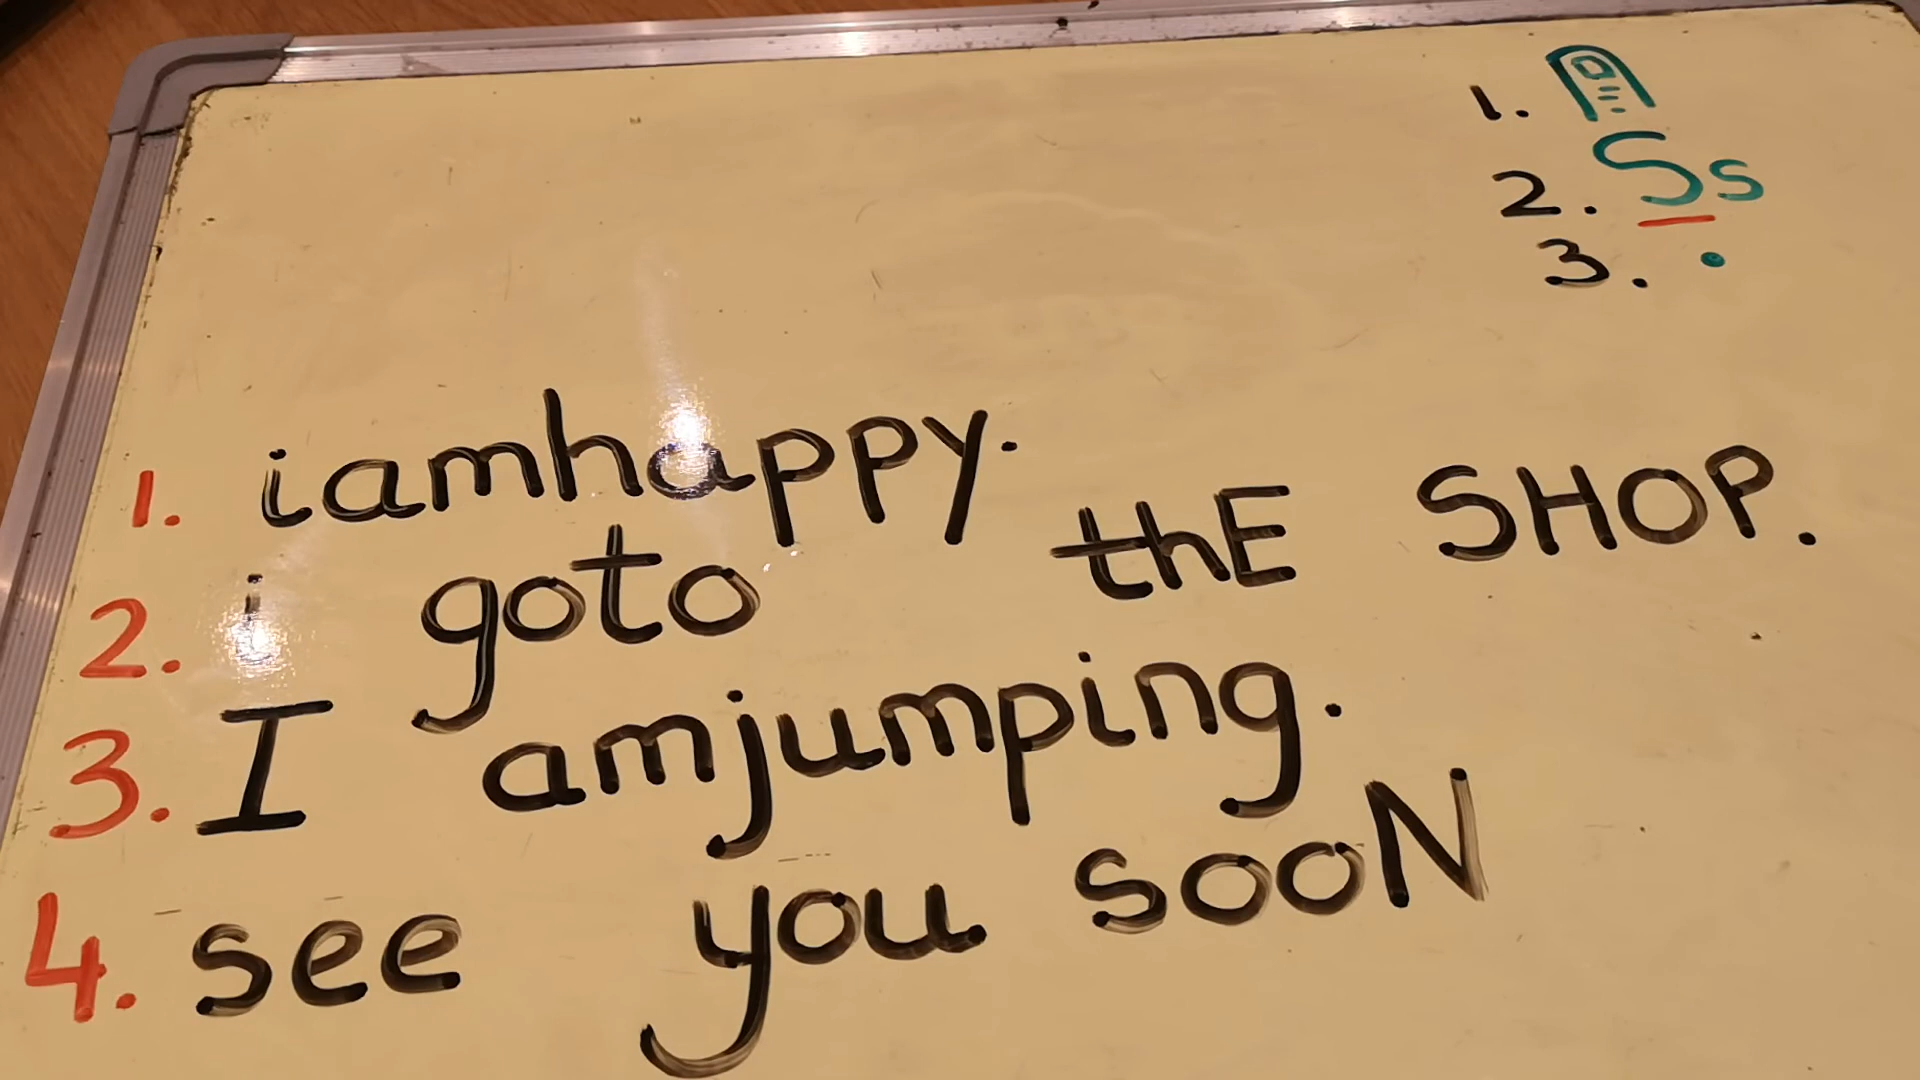 1.
2. Ss
3. .
1. iamhappy.
2. i goto thE SHOP.
3. I amjumping.
4. see you sooN